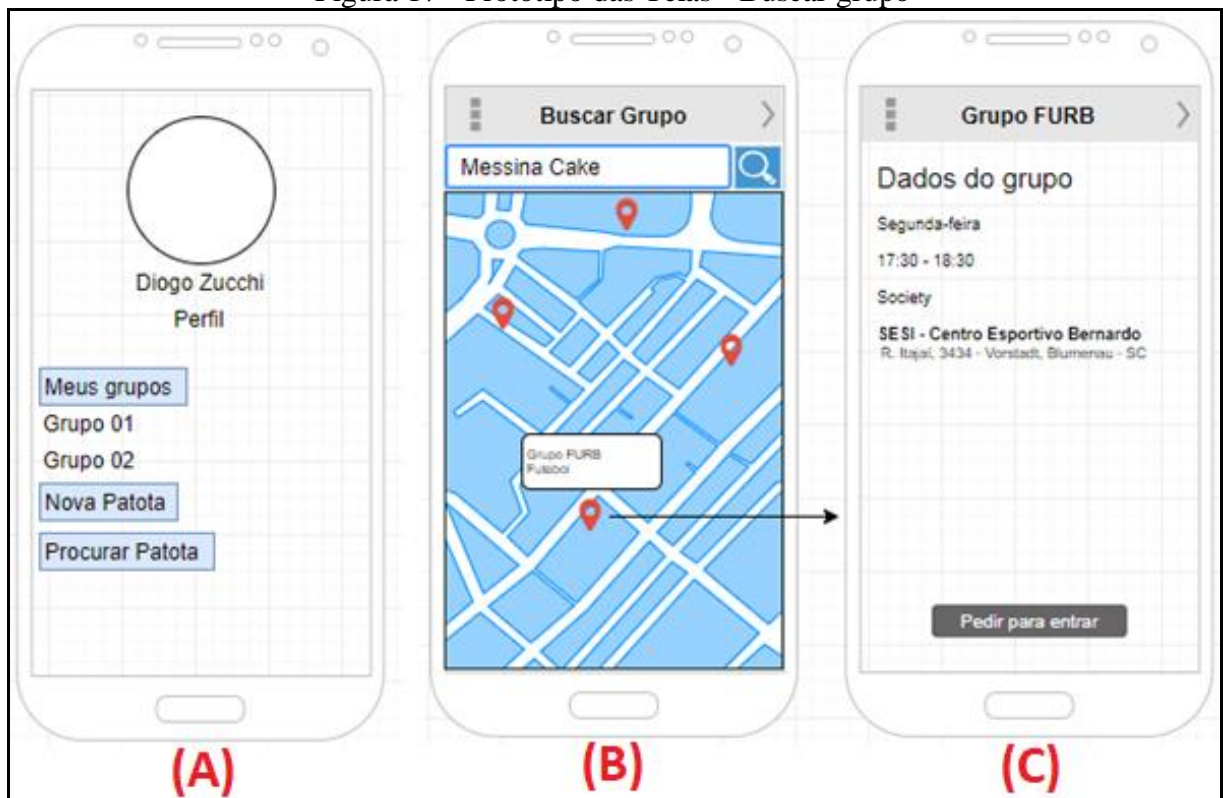 Figura 17 - Protótipo das Telas - Buscar grupo
Diogo Zucchi
Perfil
Meus grupos
Grupo 01
Grupo 02
Nova Patota
Procurar Patota
(A)
Buscar Grupo
Messina Cake
Grupo FURB
Futebol
(B)
Grupo FURB
Dados do grupo
Segunda-feira
17:30 - 18:30
Society
SESI - Centro Esportivo Bernardo
R. Itajaí, 3434 - Vorstadt, Blumenau - SC
Pedir para entrar
(C)